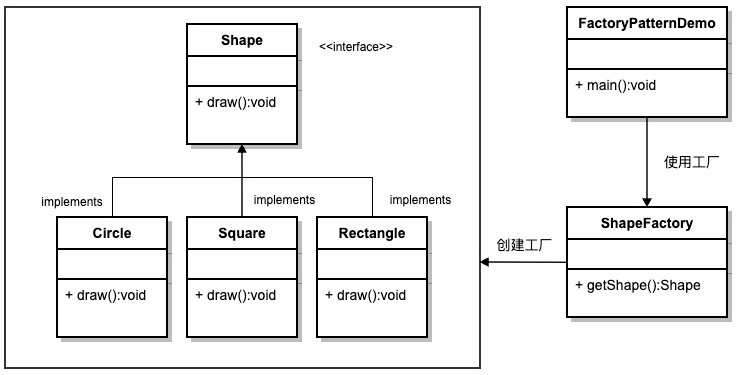 Shape
<<interface>>
+ draw():void
implements
implements
implements
Circle
+ draw():void
Square
+ draw():void
Rectangle
+ draw():void
FactoryPatternDemo
+ main():void
使用工厂
ShapeFactory
+ getShape():Shape
创建工厂